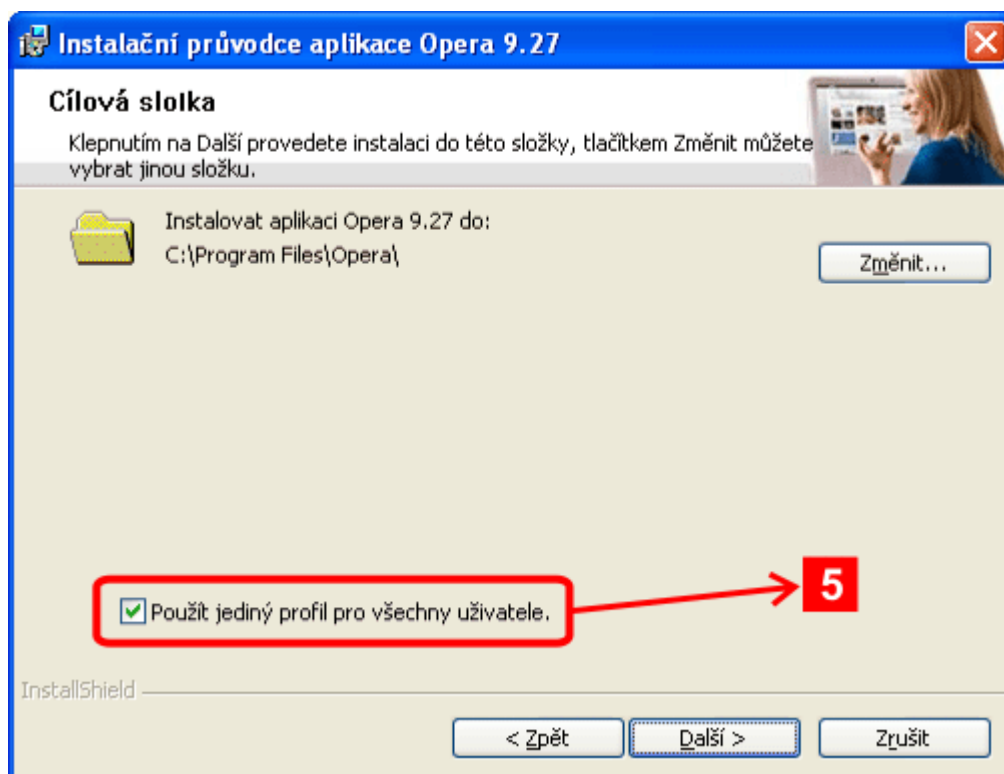 Instalační průvodce aplikace Opera 9.27
Cílová slolka
Klepnutím na Další provedete instalaci do této složky, tlačítkem Změnit můžete
vybrat jinou složku.
Instalovat aplikaci Opera 9.27 do:
C:\Program Files\Opera\
Změnit...
5
Použít jediný profil pro všechny uživatele.
InstallShield
< Zpět
Další >
Zrušit